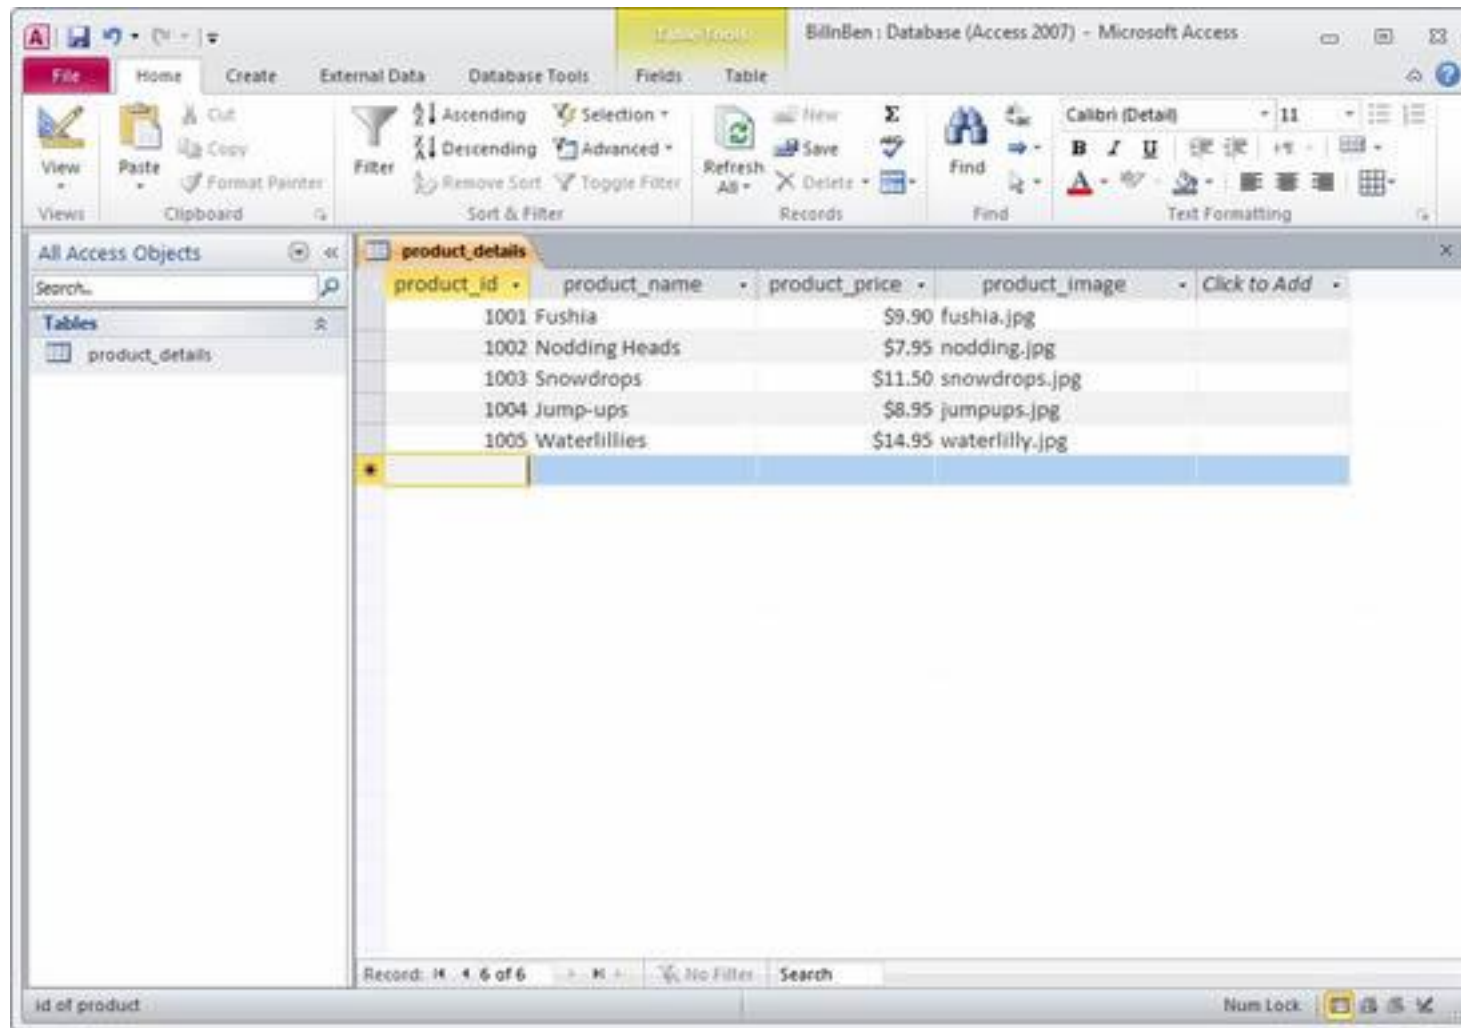 Table Tools
BillnBen : Database (Access 2007) - Microsoft Access
File Home Create External Data Database Tools Fields Table
View
Views
Paste
Cut
Copy
Format Painter
Clipboard
Filter
Ascending
Descending
Remove Sort
Selection
Advanced
Toggle Filter
Sort & Filter
Refresh
All
New
Save
Delete
Records
Find
Find
Calibri (Detail) 11
B I U
Text Formatting
All Access Objects
Search..
Tables
product_details
product_details
product_id product_name product_price product_image Click to Add
1001 Fushia $9.90 fushia.jpg
1002 Nodding Heads $7.95 nodding.jpg
1003 Snowdrops $11.50 snowdrops.jpg
1004 Jump-ups $8.95 jumpups.jpg
1005 Waterlillies $14.95 waterlilly.jpg
Record: 6 of 6 No Filter Search
id of product
Num Lock